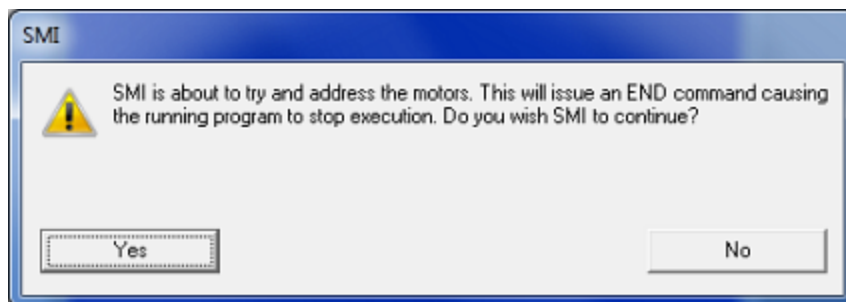 SMI
SMI is about to try and address the motors. This will issue an END command causing
the running program to stop execution. Do you wish SMI to continue?
Yes
No